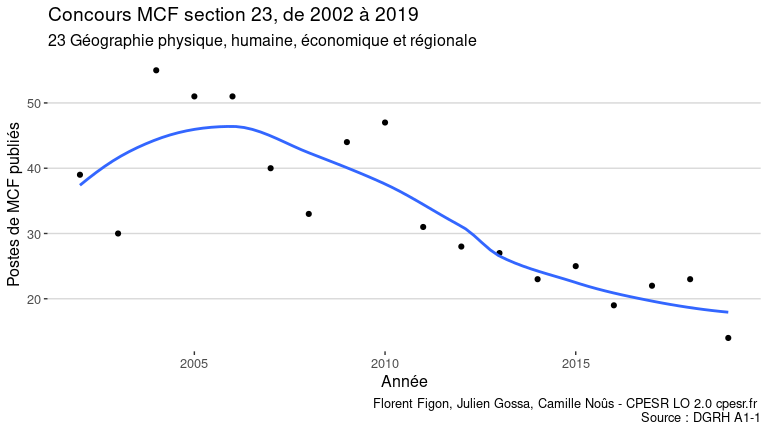 Concours MCF section 23, de 2002 à 2019
23 Géographie physique, humaine, économique et régionale
Postes de MCF publiés
50
40
30
20
2005
2010
2015
Année
Florent Figon, Julien Gossa, Camille Noûs - CPESR LO 2.0 cpesr.fr
Source : DGRH A1-1